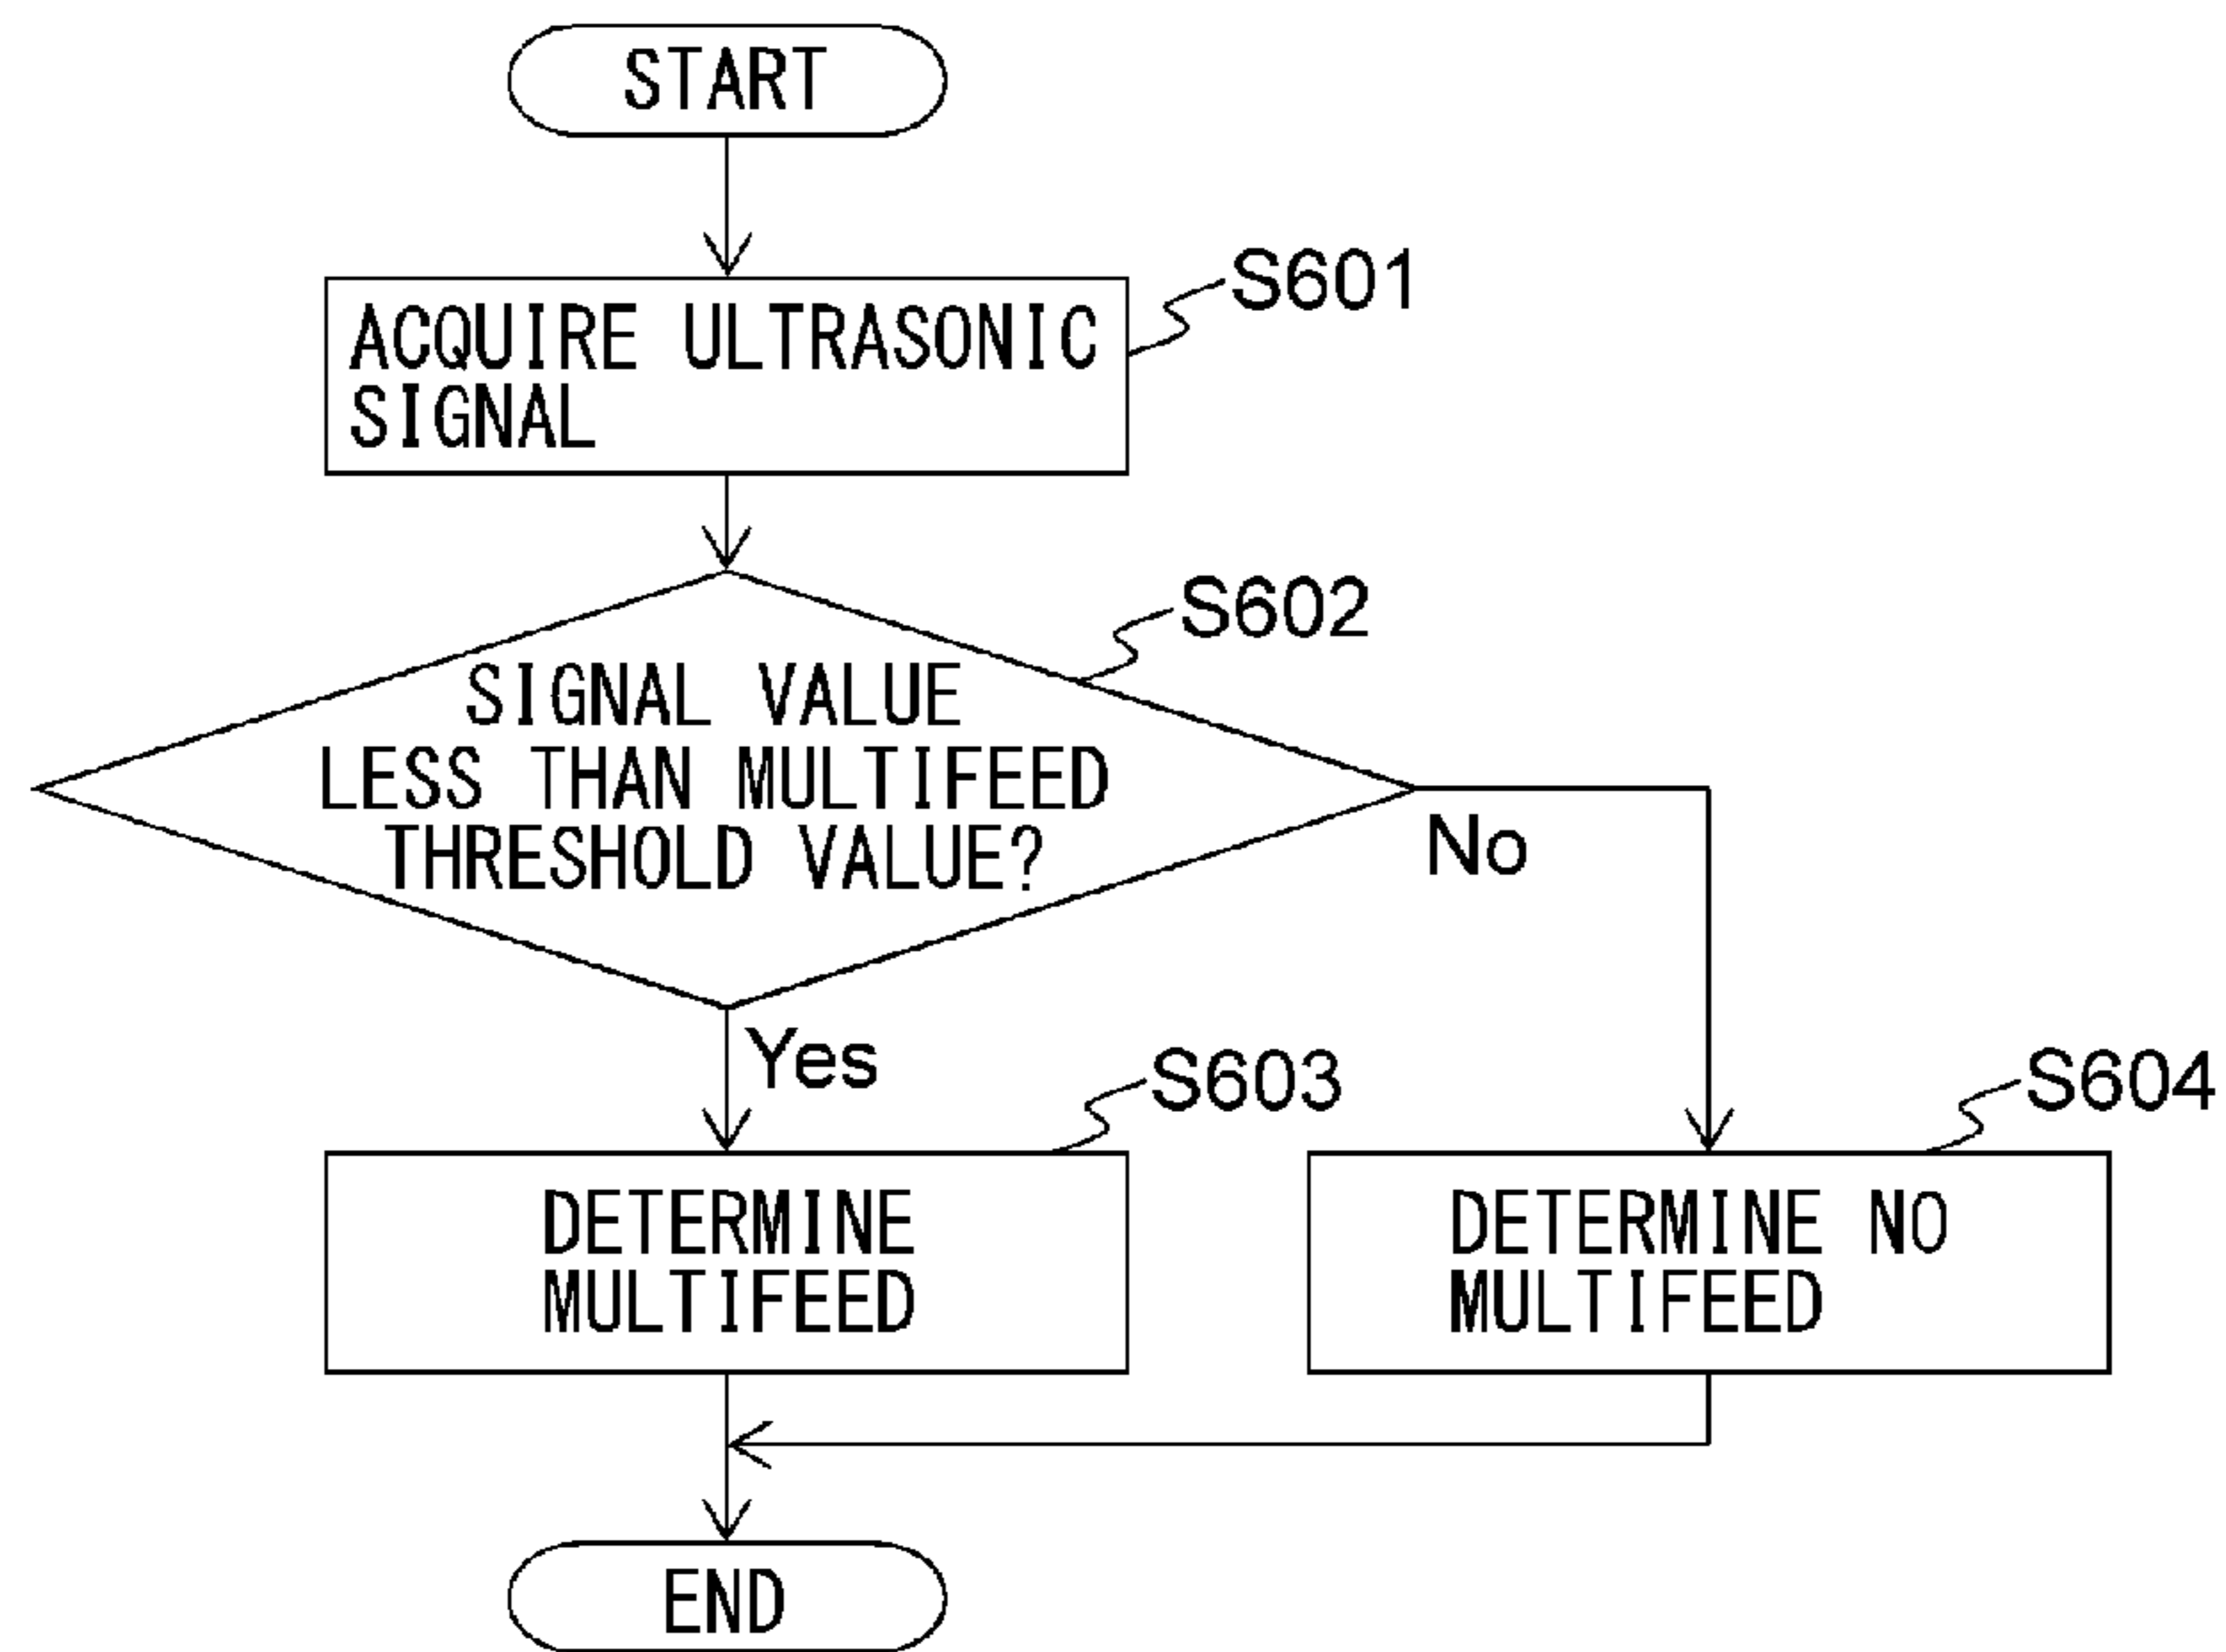 START
S601
ACQUIRE ULTRASONIC
SIGNAL
S602
SIGNAL VALUE
LESS THAN MULTIFEED
THRESHOLD VALUE?
No
Yes
S603
S604
DETERMINE
MULTIFEED
DETERMINE NO
MULTIFEED
END